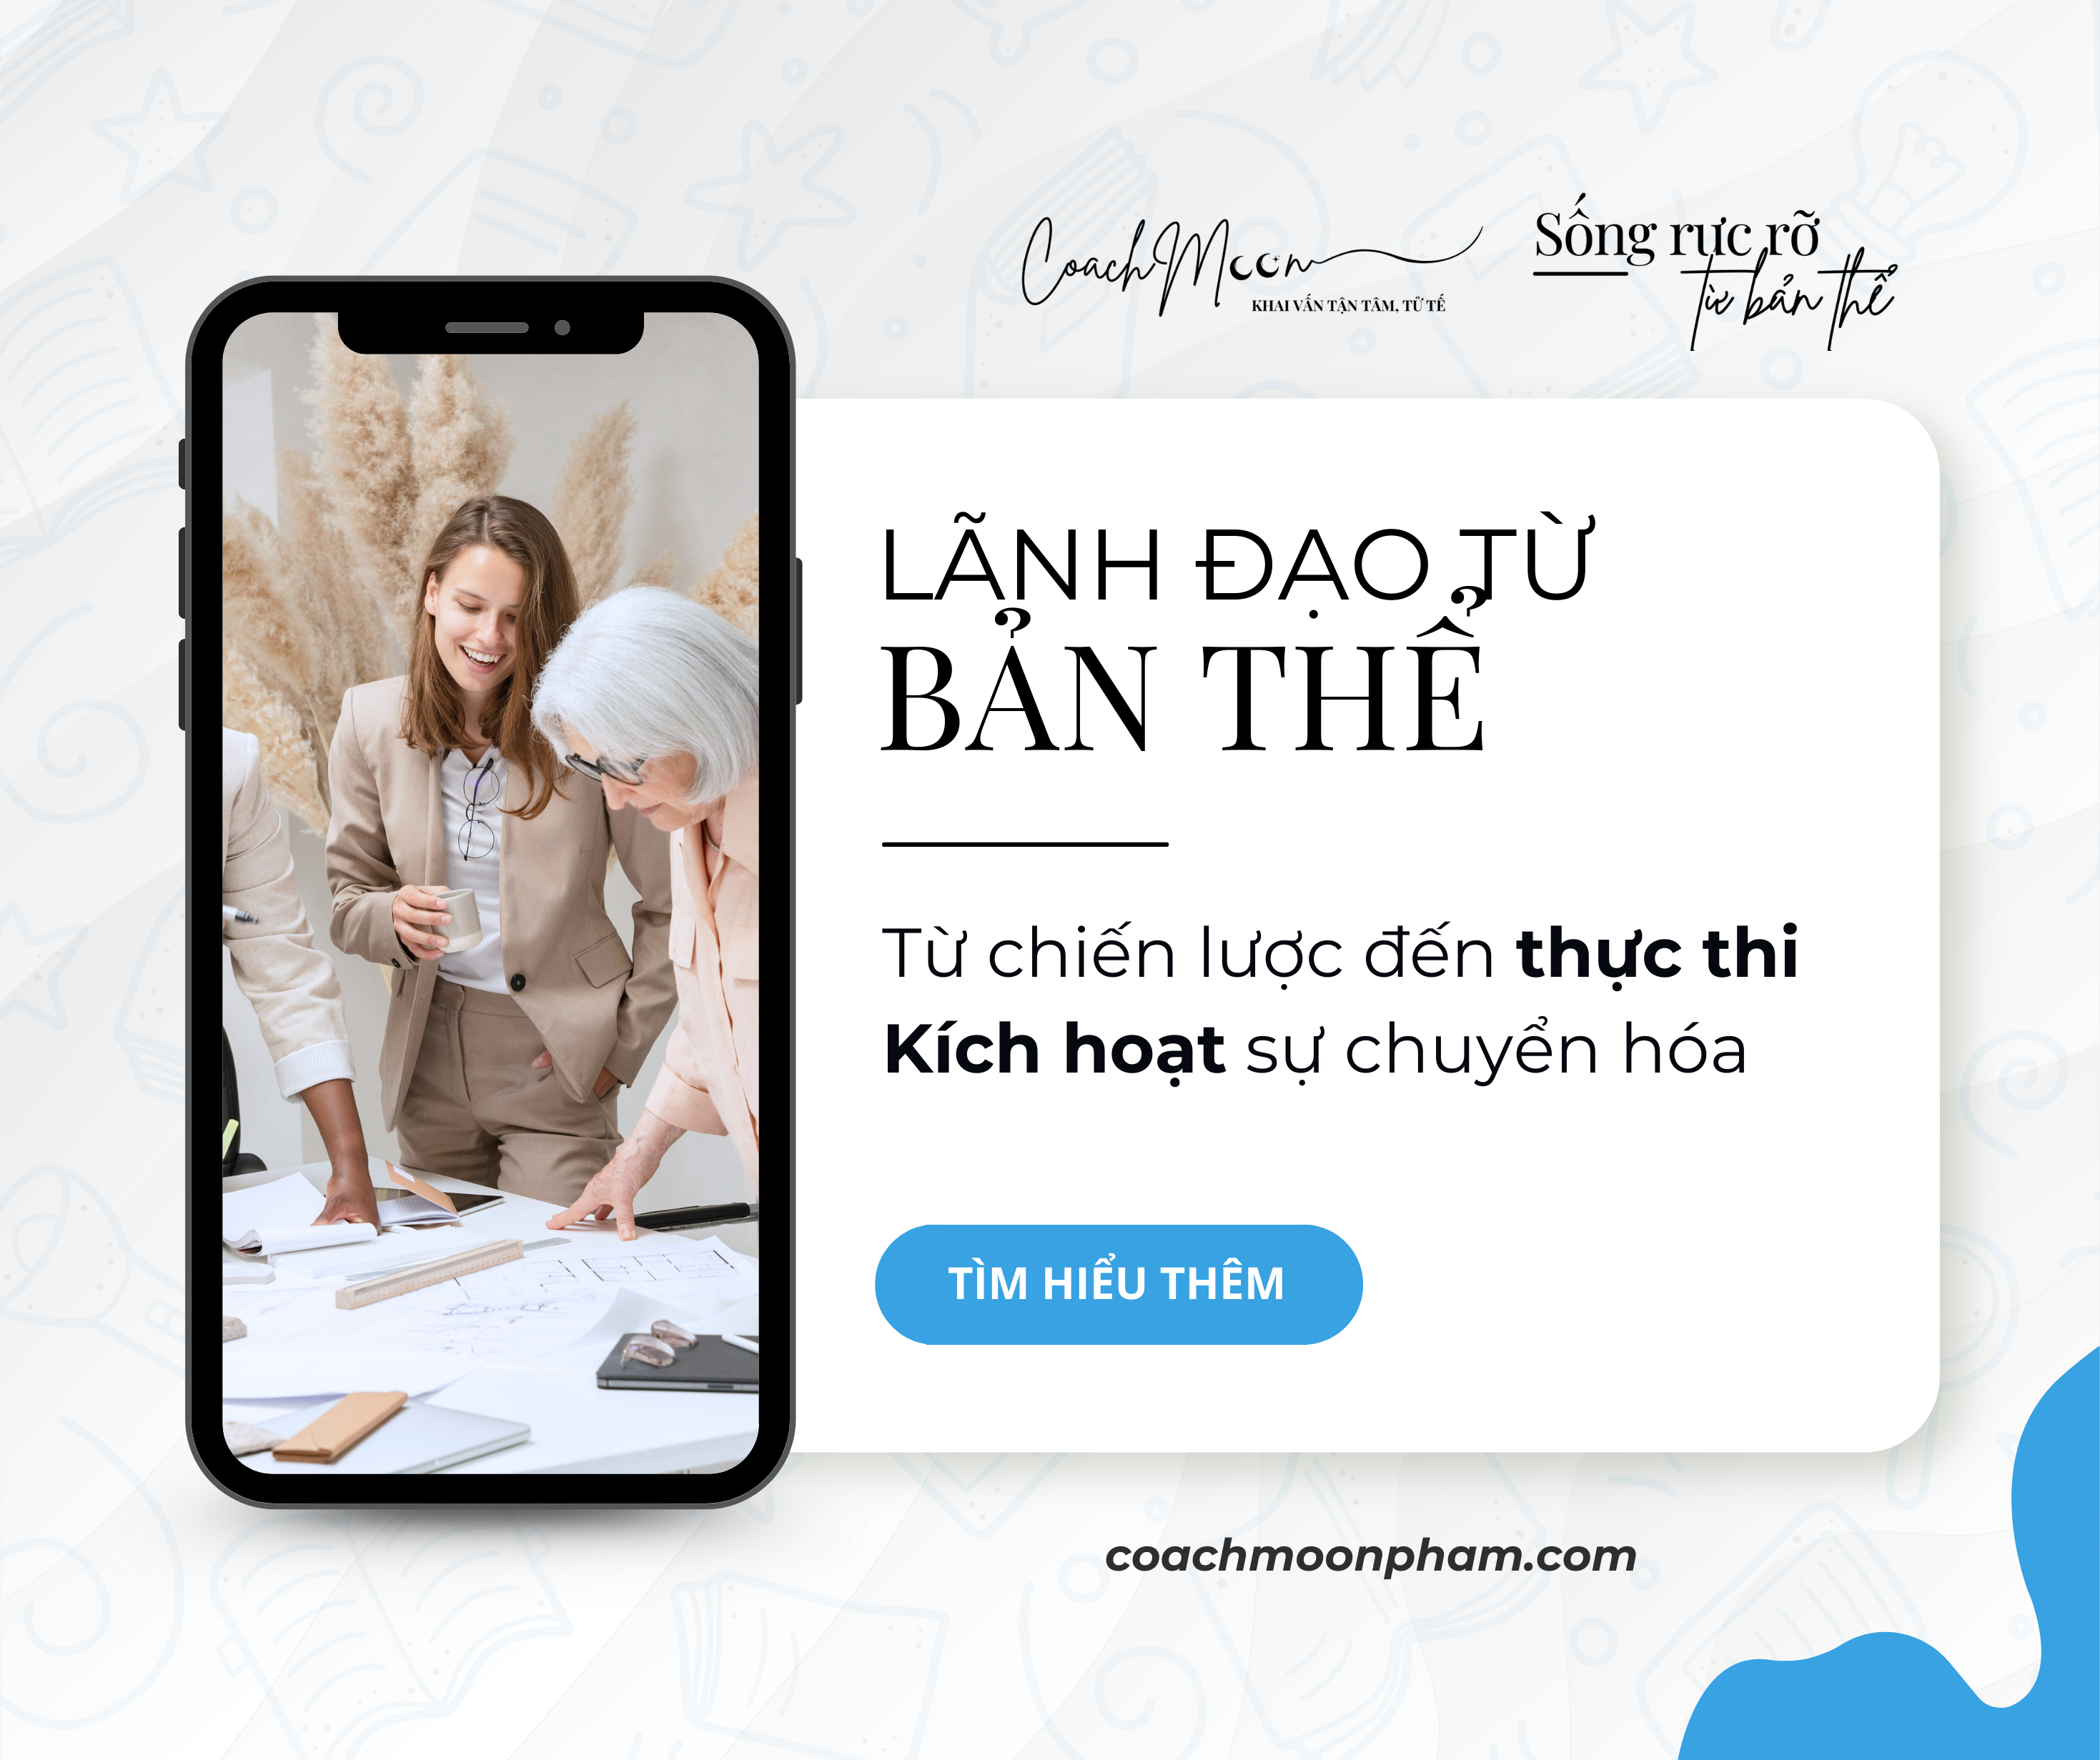 CoachMoon
KHAI VẤN TẬN TÂM, TỬ TẾ
Sống rực rỡ
từ bản thể
LÃNH ĐẠO TỪ
BẢN THỂ
Từ chiến lược đến thực thi
Kích hoạt sự chuyển hóa
TÌM HIỂU THÊM
coachmoonpham.com